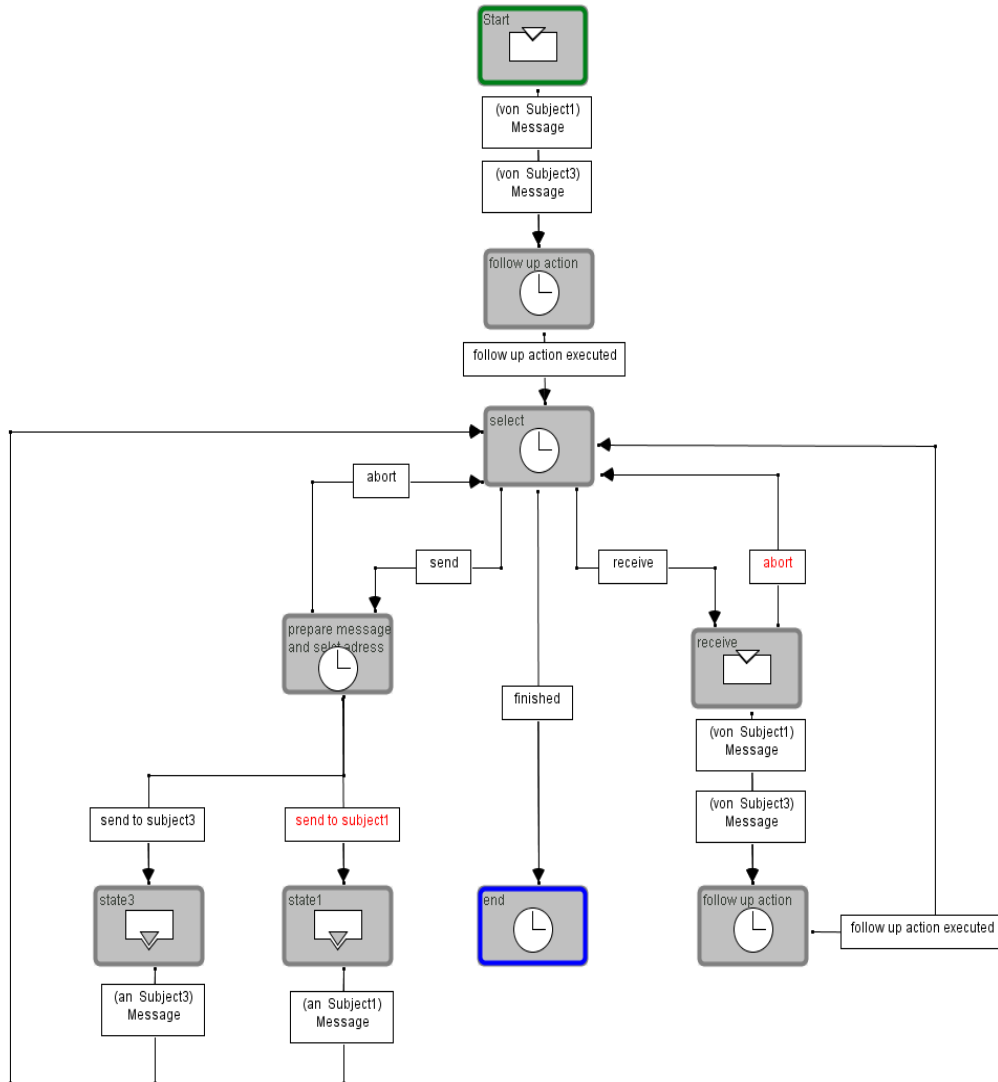 Start
(von Subject1)
Message
(von Subject3)
Message
follow up action
follow up action executed
select
abort
send
receive
abort
prepare message
and selct adress
receive
finished
(von Subject1)
Message
(von Subject3)
Message
send to subject3
send to subject1
state3
state1
end
follow up action
follow up action executed
(an Subject3)
Message
(an Subject1)
Message